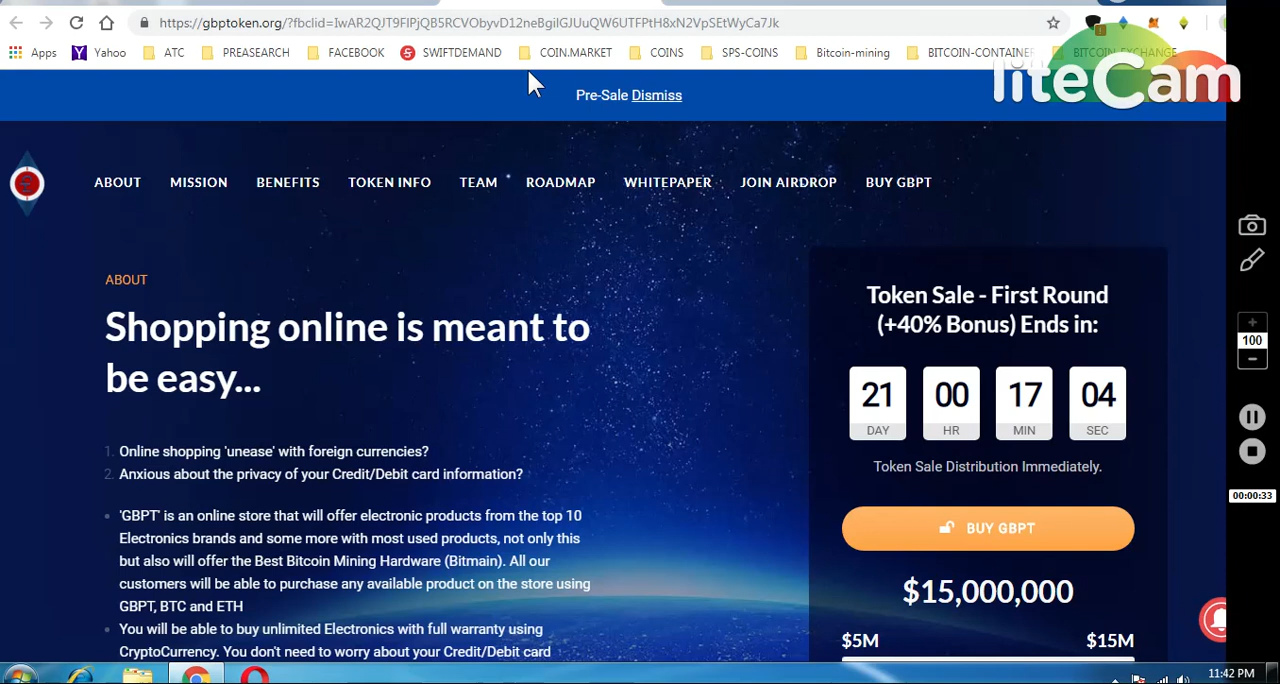 https://gbptoken.org/?fbclid=IwAR2QJT9FIPjQB5RCVObyvD12neBgilGJUuQW6UTFPtH8xN2VpSEtWyCa7Jk
Apps Yahoo ATC PREASEARCH FACEBOOK SWIFTDEMAND COIN.MARKET COINS SPS-COINS Bitcoin-mining BITCOIN-CONTAINER BITCOIN-EXCHANGE
liteCam
Pre-Sale Dismiss
ABOUT MISSION BENEFITS TOKEN INFO TEAM ROADMAP WHITEPAPER JOIN AIRDROP BUY GBPT
ABOUT
Shopping online is meant to
be easy...
1. Online shopping 'unease' with foreign currencies?
2. Anxious about the privacy of your Credit/Debit card information?
'GBPT' is an online store that will offer electronic products from the top 10
Electronics brands and some more with most used products, not only this
but also will offer the Best Bitcoin Mining Hardware (Bitmain). All our
customers will be able to purchase any available product on the store using
GBPT, BTC and ETH
You will be able to buy unlimited Electronics with full warranty using
CryptoCurrency. You don't need to worry about your Credit/Debit card
Token Sale - First Round
(+40% Bonus) Ends in:
21 00 17 04
DAY HR MIN SEC
Token Sale Distribution Immediately.
BUY GBPT
$15,000,000
$5M $15M
100
00:00:33
11:42 PM